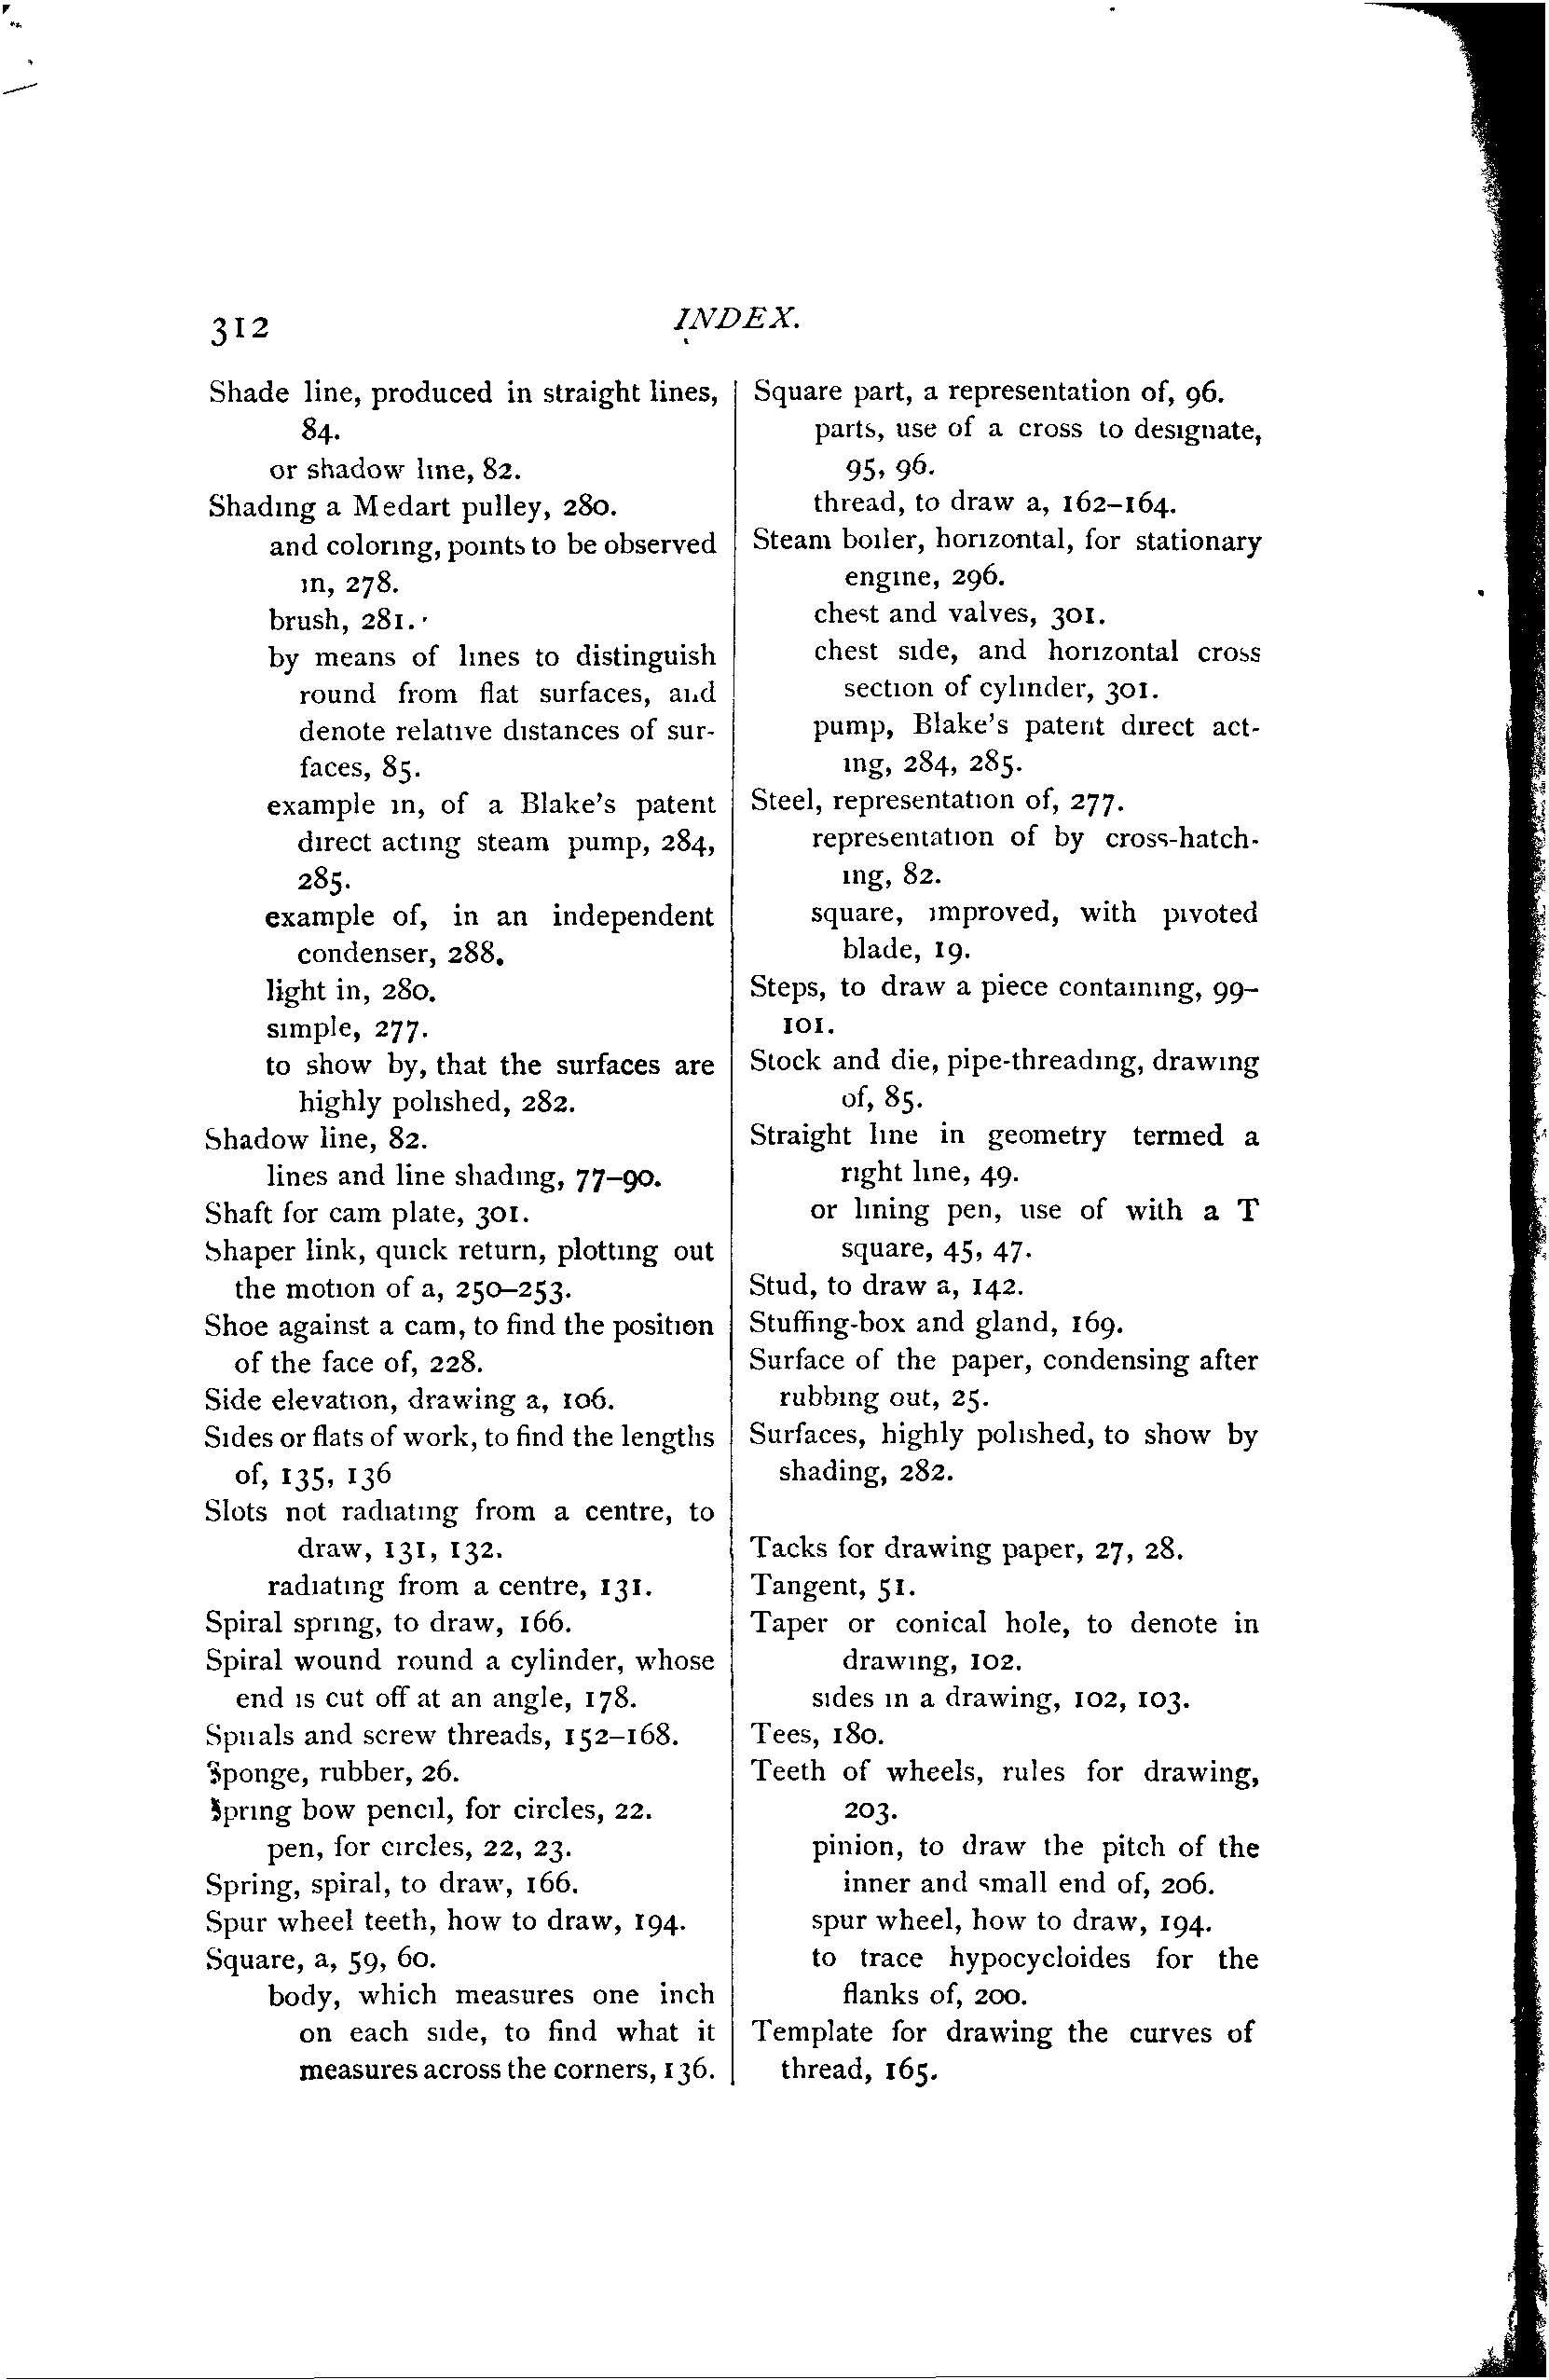 312
INDEX.
Shade line, produced in straight lines,
84.
or shadow line, 82.
Shading a Medart pulley, 280.
and coloring, points to be observed
in, 278.
brush, 281.
by means of lines to distinguish
round from flat surfaces, and
denote relative distances of sur-
faces, 85.
example in, of a Blake's patent
direct acting steam pump, 284,
285.
example of, in an independent
condenser, 288.
light in, 280.
simple, 277.
to show by, that the surfaces are
highly polished, 282.
Shadow line, 82.
lines and line shading, 77–90.
Shaft for cam plate, 301.
Shaper link, quick return, plotting out
the motion of a, 250–253.
Shoe against a cam, to find the position
of the face of, 228.
Side elevation, drawing a, 106.
Sides or flats of work, to find the lengths
of, 135, 136
Slots not radiating from a centre, to
draw, 131, 132.
radiating from a centre, 131.
Spiral spring, to draw, 166.
Spiral wound round a cylinder, whose
end is cut off at an angle, 178.
Spirals and screw threads, 152–168.
Sponge, rubber, 26.
Spring bow pencil, for circles, 22.
pen, for circles, 22, 23.
Spring, spiral, to draw, 166.
Spur wheel teeth, how to draw, 194.
Square, a, 59, 60.
body, which measures one inch
on each side, to find what it
measures across the corners, 136.
Square part, a representation of, 96.
parts, use of a cross to designate,
95, 96.
thread, to draw a, 162–164.
Steam boiler, horizontal, for stationary
engine, 296.
chest and valves, 301.
chest side, and horizontal cross
section of cylinder, 301.
pump, Blake's patent direct act-
ing, 284, 285.
Steel, representation of, 277.
representation of by cross-hatch-
ing, 82.
square, improved, with pivoted
blade, 19.
Steps, to draw a piece containing, 99–
101.
Stock and die, pipe-threading, drawing
of, 85.
Straight line in geometry termed a
right line, 49.
or lining pen, use of with a T
square, 45, 47.
Stud, to draw a, 142.
Stuffing-box and gland, 169.
Surface of the paper, condensing after
rubbing out, 25.
Surfaces, highly polished, to show by
shading, 282.
Tacks for drawing paper, 27, 28.
Tangent, 51.
Taper or conical hole, to denote in
drawing, 102.
sides in a drawing, 102, 103.
Tees, 180.
Teeth of wheels, rules for drawing,
203.
pinion, to draw the pitch of the
inner and small end of, 206.
spur wheel, how to draw, 194.
to trace hypocycloides for the
flanks of, 200.
Template for drawing the curves of
thread, 165.